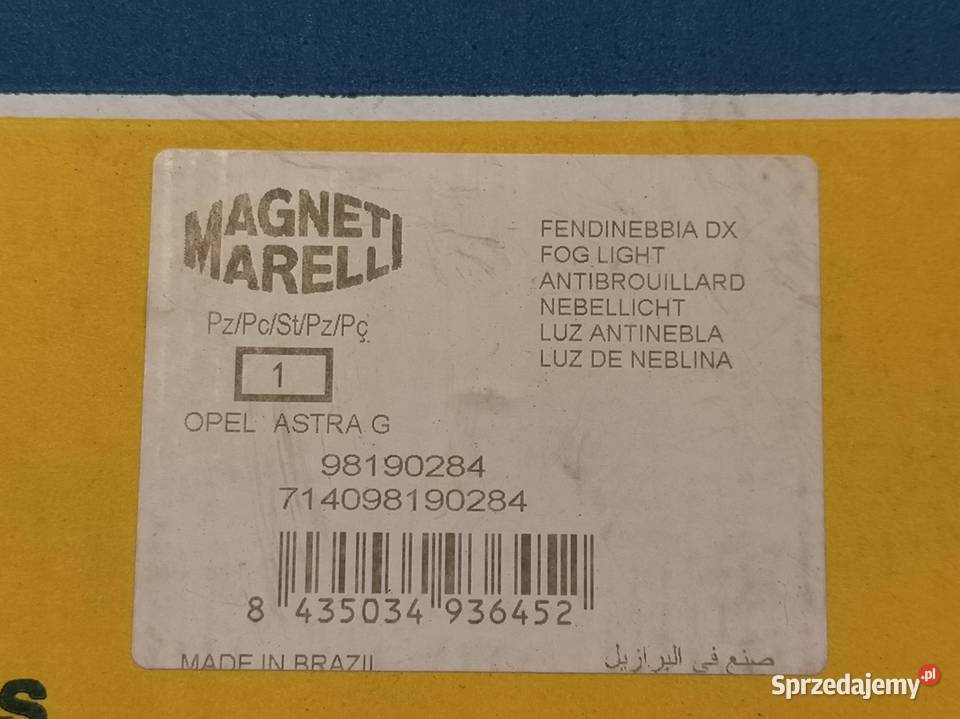 MAGNETI
MARELLI
Pz/Pc/St/Pz/Pç
1
OPEL ASTRA G
FENDINEBBIA DX
FOG LIGHT
ANTIBROUILLARD
NEBELLICHT
LUZ ANTINEBLA
LUZ DE NEBLINA
98190284
714098190284
8 435034 936452
MADE IN BRAZIL
صنع في البرازيل
s
Sprzedajemy.pl